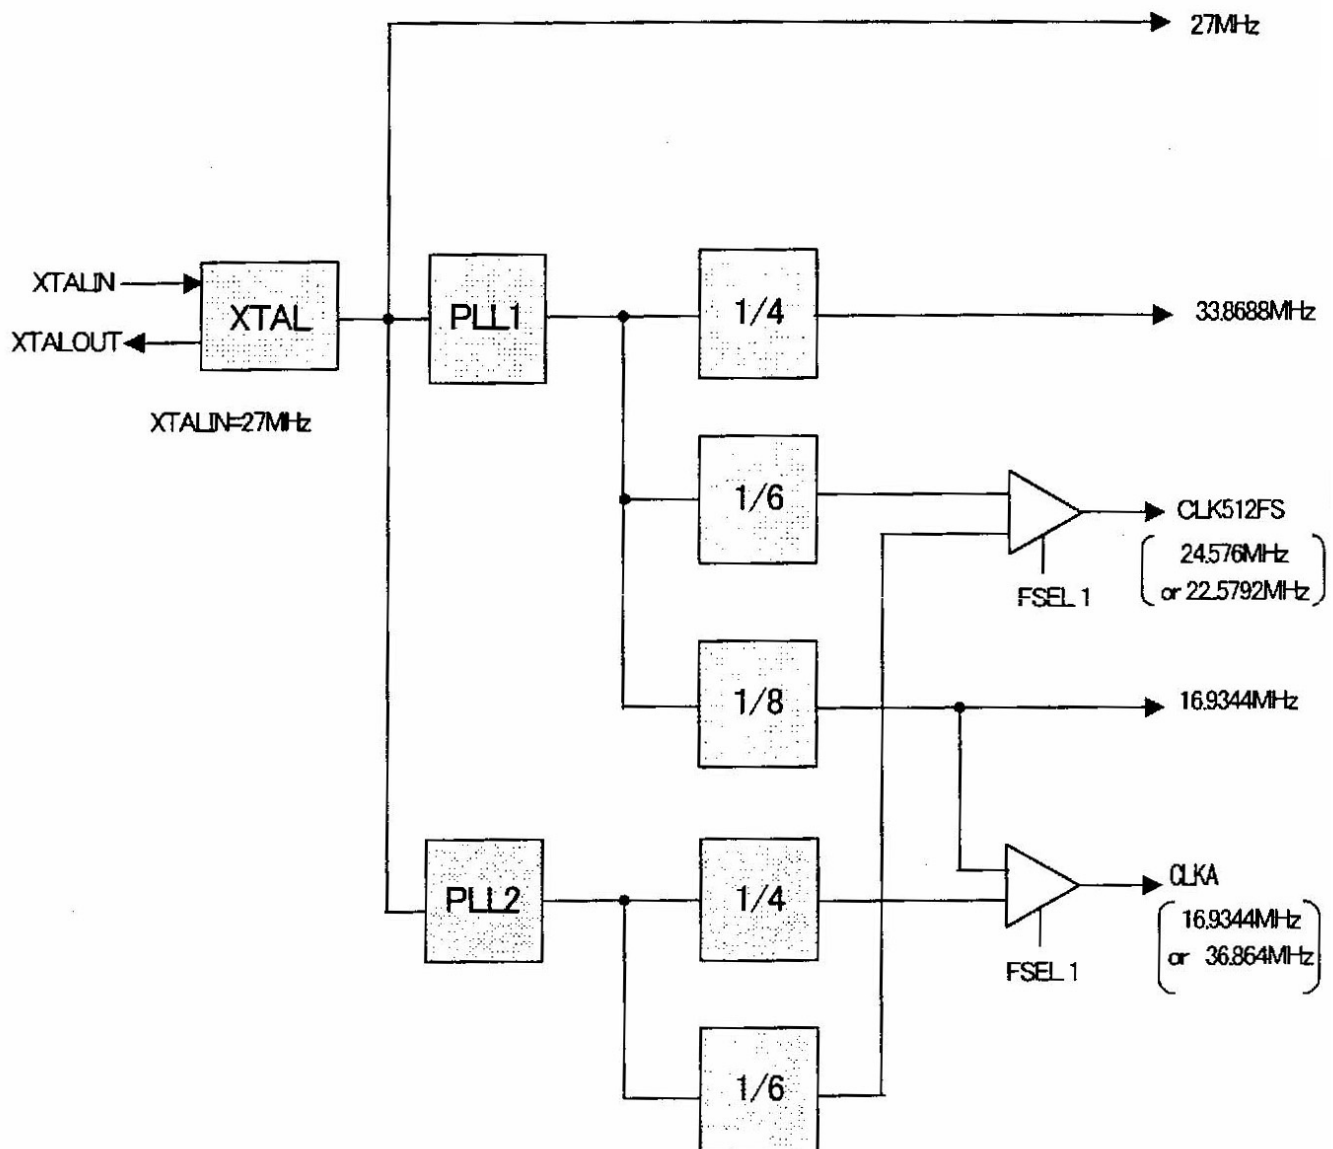 27MHz
XTALIN
XTAL
XTALOUT
XTALIN=27MHz
PLL1
1/4
33.8688MHz
1/6
CLK512FS
24.576MHz
or 22.5792MHz
FSEL 1
1/8
16.9344MHz
PLL2
1/4
CLKA
16.9344MHz
or 36.864MHz
FSEL 1
1/6